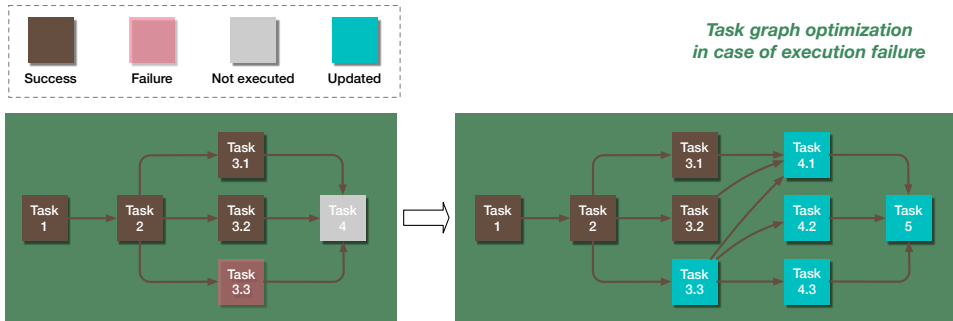 Success
Failure
Not executed
Updated
Task graph optimization
in case of execution failure
Task
1
Task
2
Task
3.1
Task
3.2
Task
3.3
Task
4
Task
1
Task
2
Task
3.1
Task
3.2
Task
3.3
Task
4.1
Task
4.2
Task
4.3
Task
5